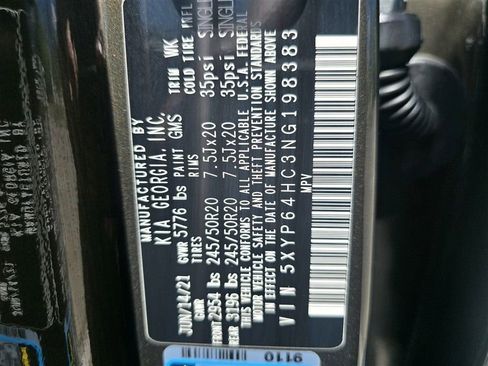 MANUFACTURED BY
KIA GEORGIA, INC.
JUN/14/21 GVWR 5776 lbs PAINT GMS TRIM WK
GAWR TIRES RIMS COLD TIRE INFL.
FRONT 2954 lbs 245/50R20 7.5Jx20 35psi SINGLE
REAR 3196 lbs 245/50R20 7.5Jx20 35psi SINGLE
THIS VEHICLE CONFORMS TO ALL APPLICABLE U.S.A. FEDERAL
MOTOR VEHICLE SAFETY AND THEFT PREVENTION STANDARDS
IN EFFECT ON THE DATE OF MANUFACTURE SHOWN ABOVE
VIN 5XYP64HC3NG198383
MPV
9110